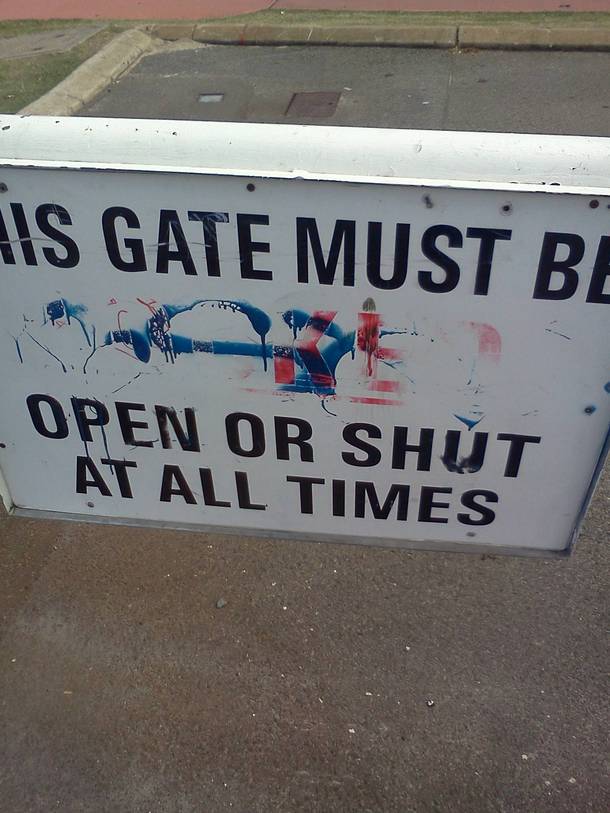 HIS GATE MUST BE
OPEN OR SHUT
AT ALL TIMES